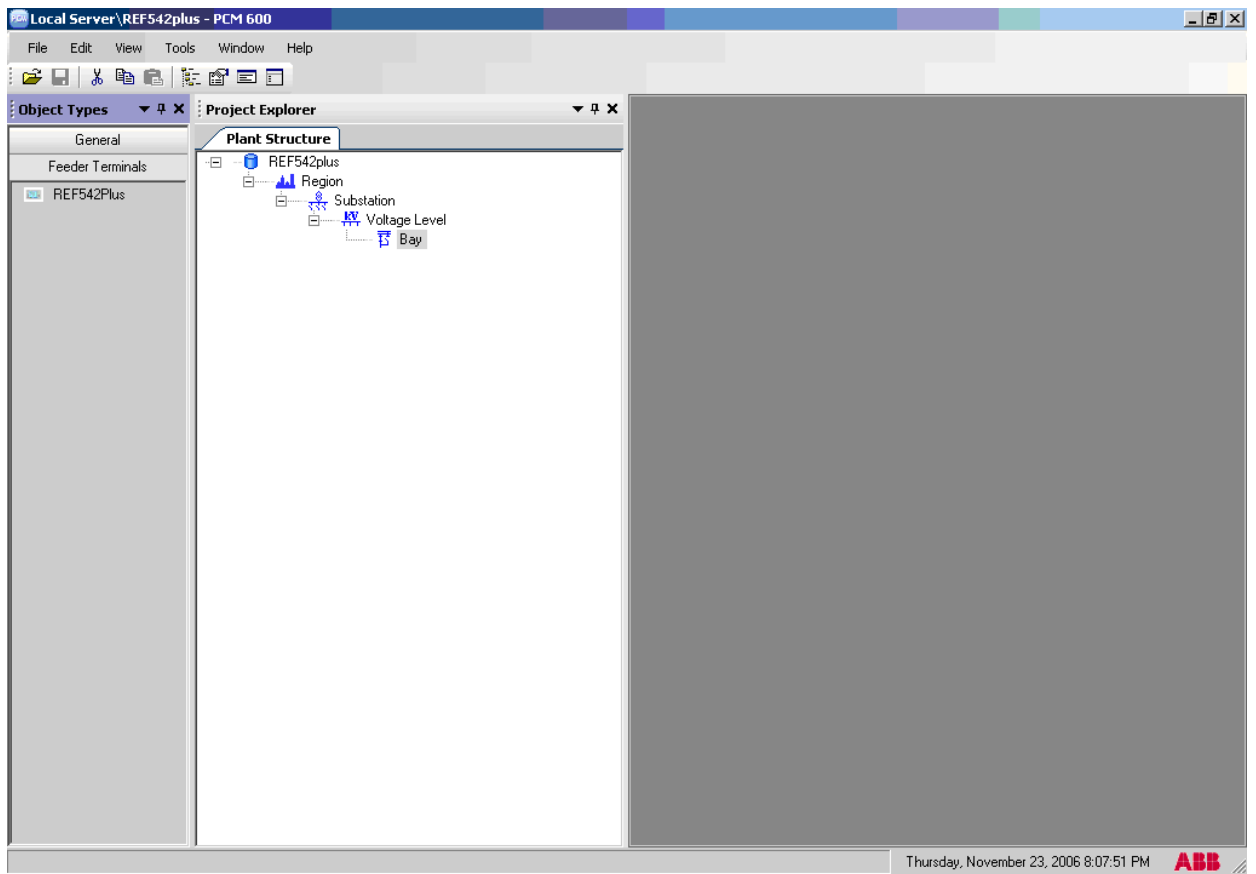 Local Server\REF542plus - PCM 600
File Edit View Tools Window Help
Object Types
Project Explorer
General
Plant Structure
Feeder Terminals
REF542plus
REF542Plus
Region
Substation
KV Voltage Level
Bay
Thursday, November 23, 2006 8:07:51 PM ABB